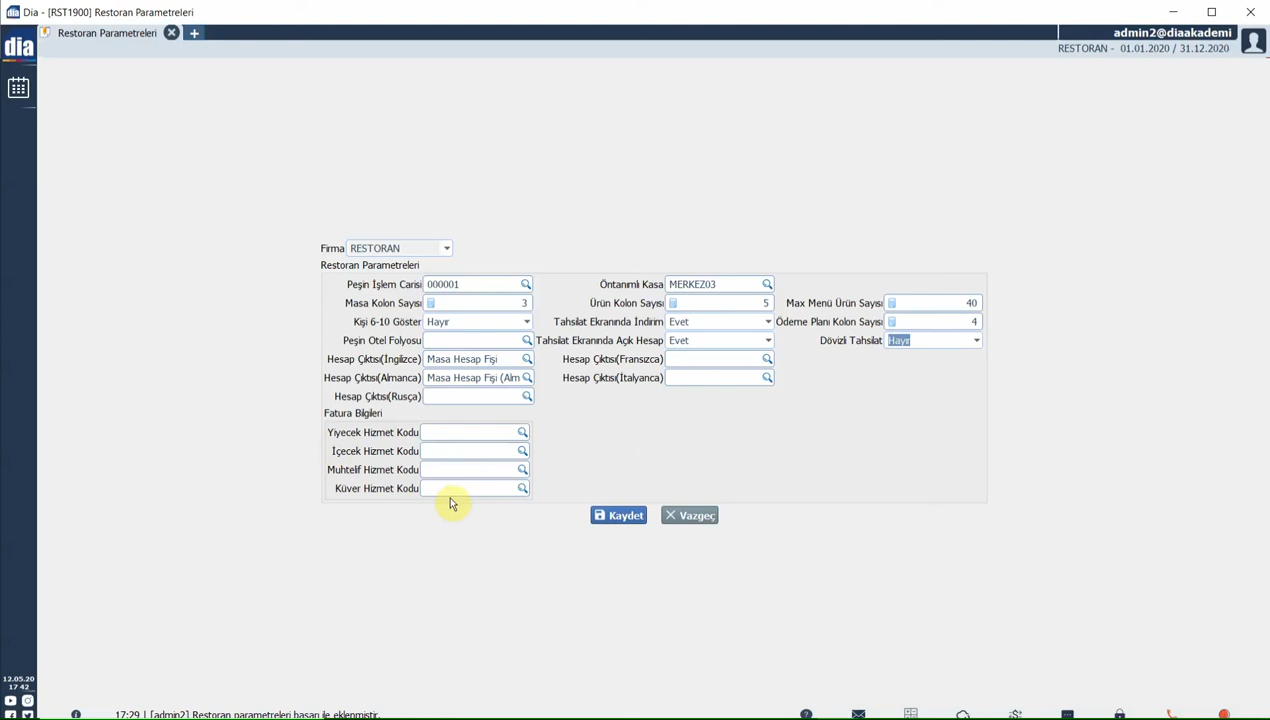 Dia - [RST1900] Restoran Parametreleri
dia
Restoran Parametreleri
admin2@diaakademi
RESTORAN - 01.01.2020 / 31.12.2020
Firma RESTORAN
Restoran Parametreleri
Peşin İşlem Carisi 000001 Öntanımlı Kasa MERKEZ03
Masa Kolon Sayısı 3 Ürün Kolon Sayısı 5 Max Menü Ürün Sayısı 40
Kişi 6-10 Göster Hayır Tahsilat Ekranında İndirim Evet Ödeme Planı Kolon Sayısı 4
Peşin Otel Folyosu Tahsilat Ekranında Açık Hesap Evet Dövizli Tahsilat Hayır
Hesap Çıktısı(İngilizce) Masa Hesap Fişi Hesap Çıktısı(Fransızca)
Hesap Çıktısı(Almanca) Masa Hesap Fişi (Alm Hesap Çıktısı(İtalyanca)
Hesap Çıktısı(Rusça)
Fatura Bilgileri
Yiyecek Hizmet Kodu
İçecek Hizmet Kodu
Muhtelif Hizmet Kodu
Küver Hizmet Kodu
Kaydet Vazgeç
12.05.20
17 42
17:29 | [admin2] Restoran parametreleri başarı ile eklenmiştir.